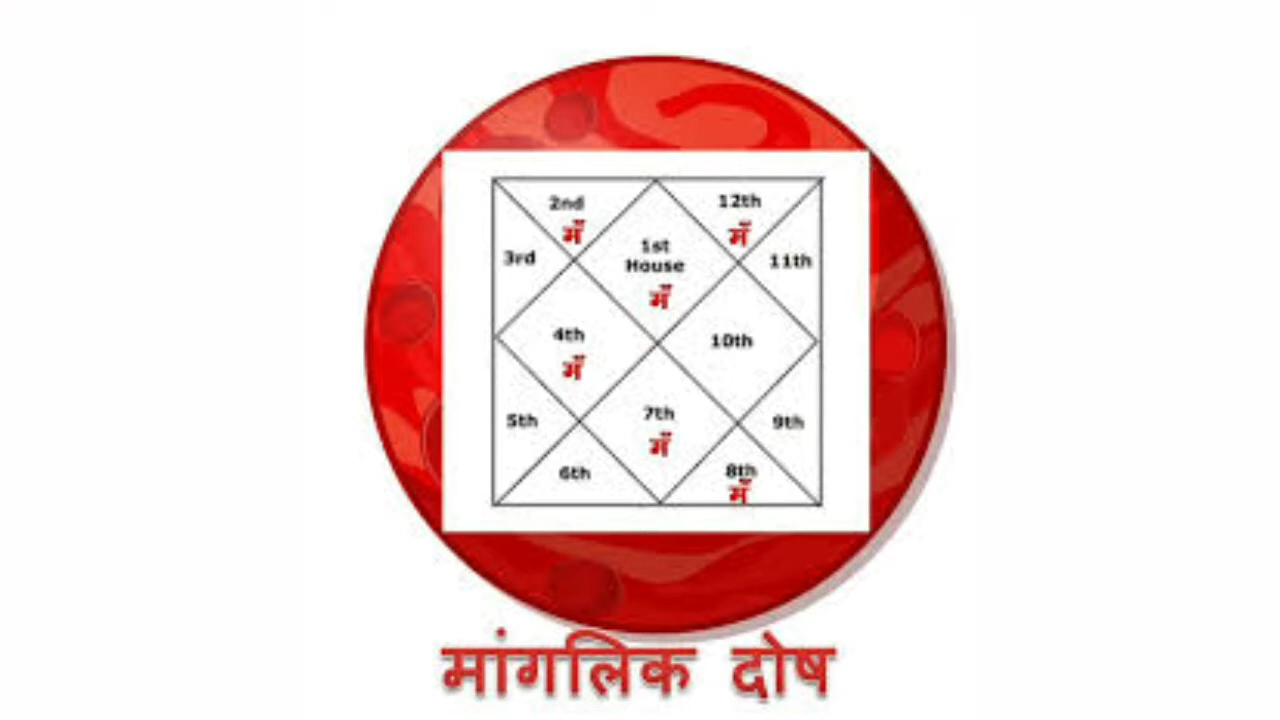 2nd
मं
12th
मं
3rd
1st
House
मं
11th
4th
मं
10th
5th
7th
मं
9th
6th
8th
मं
मांगलिक दोष